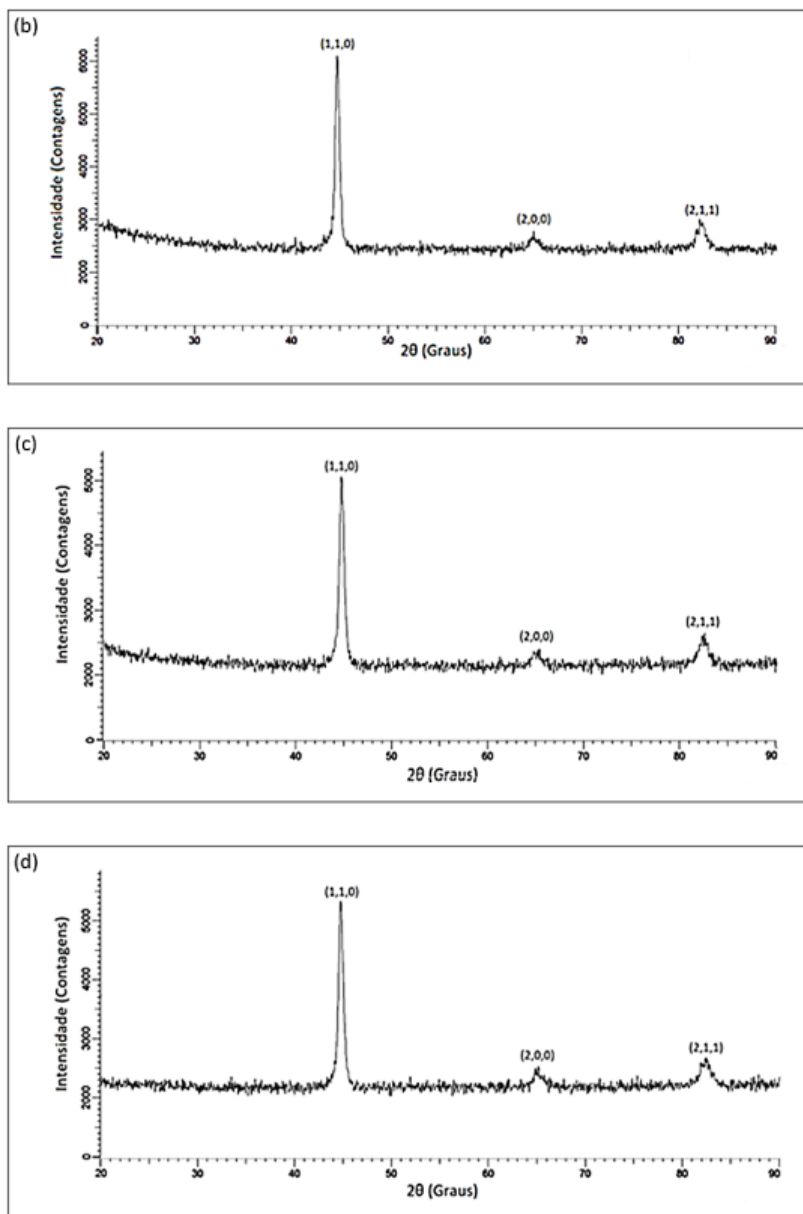 (b)
(1,1,0)
(2,0,0)
(2,1,1)
Intensidade (Contagens)
6000
5000
4000
3000
2000
0
20 30 40 50 60 70 80 90
2θ (Graus)
(c)
(1,1,0)
(2,0,0)
(2,1,1)
Intensidade (Contagens)
5000
4000
3000
2000
0
20 30 40 50 60 70 80 90
2θ (Graus)
(d)
(1,1,0)
(2,0,0)
(2,1,1)
Intensidade (Contagens)
5000
4000
3000
2000
0
20 30 40 50 60 70 80 90
2θ (Graus)